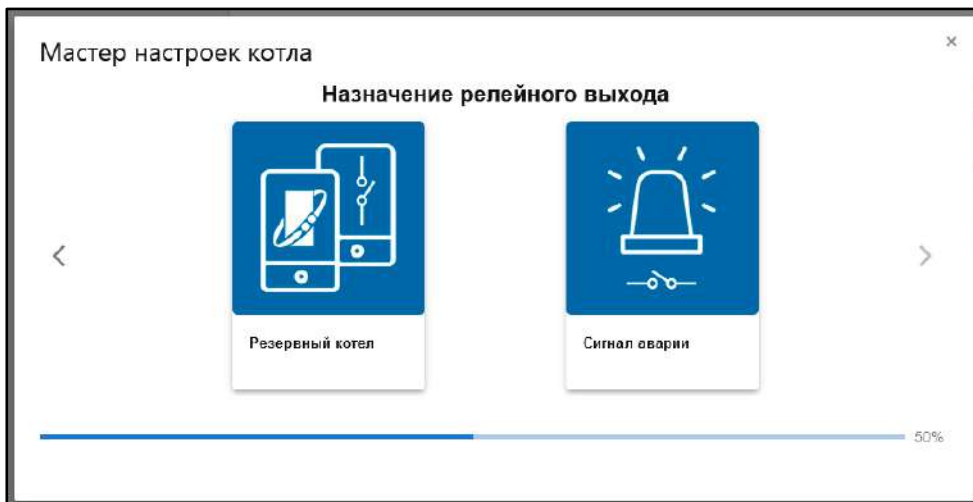 Мастер настроек котла
Назначение релейного выхода
Резервный котел
Сигнал аварии
50%